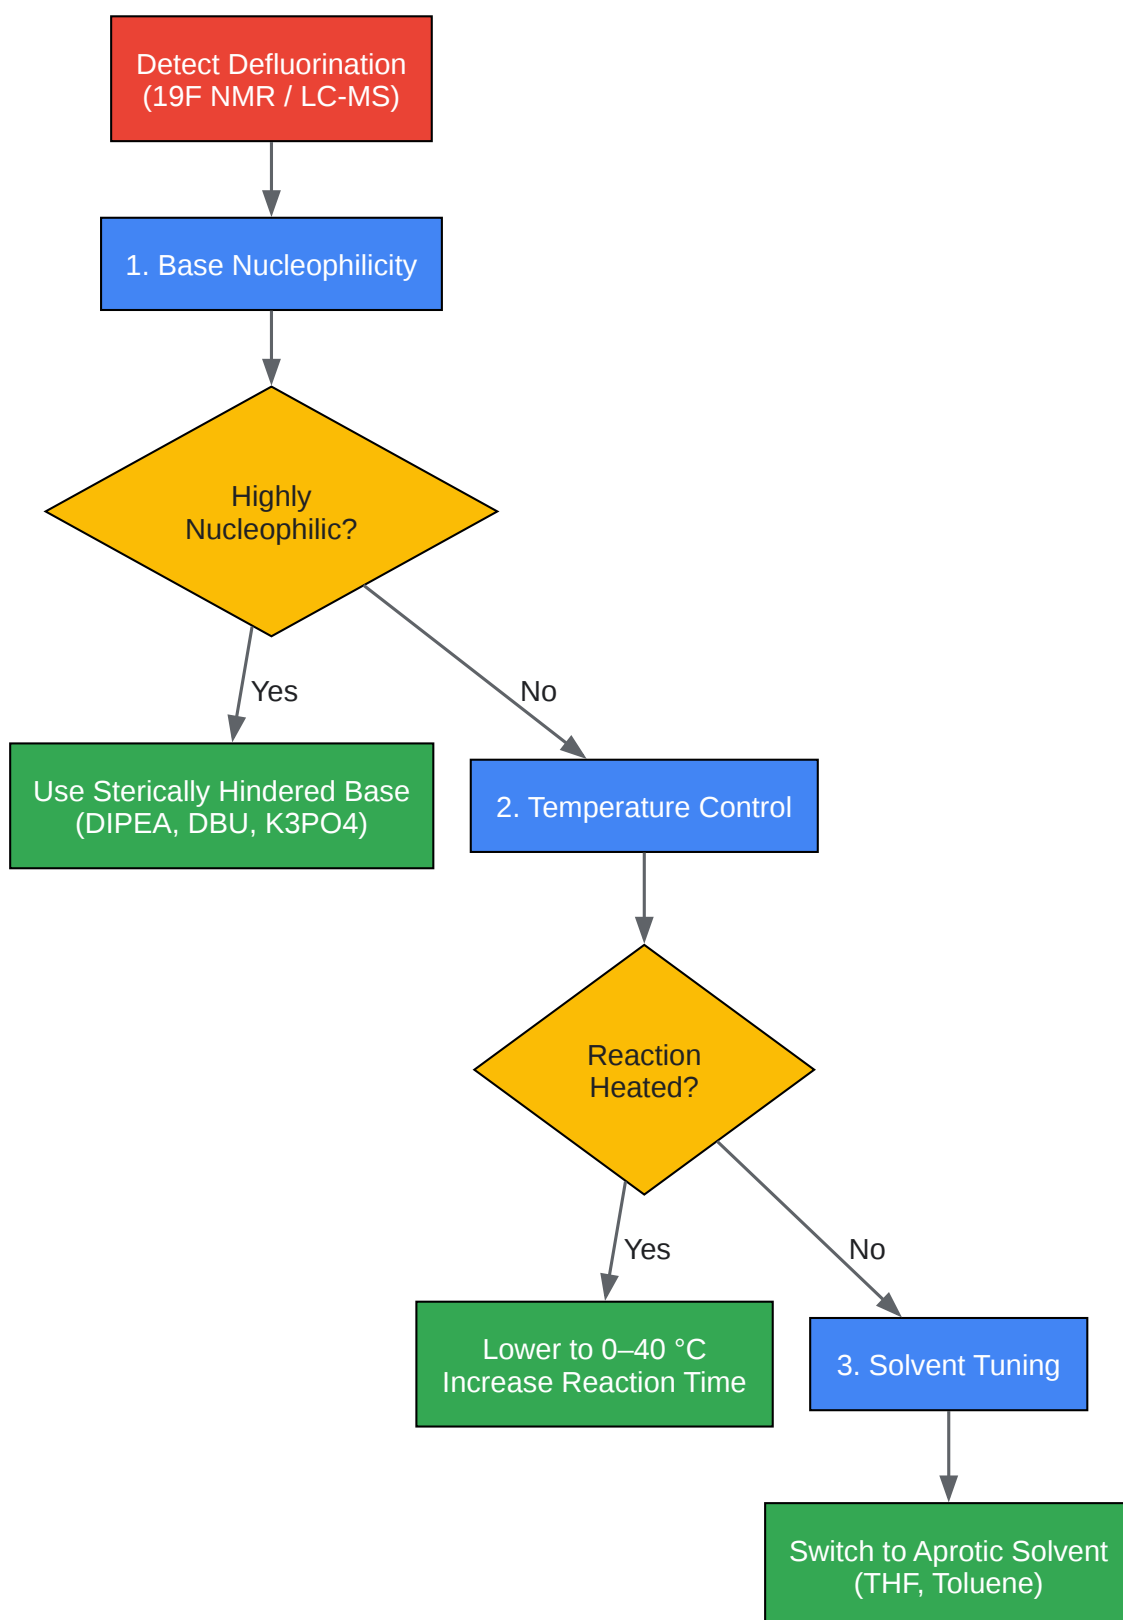 Detect Defluorination
(19F NMR / LC-MS)
1. Base Nucleophilicity
Highly
Nucleophilic?
Yes
No
Use Sterically Hindered Base
(DIPEA, DBU, K3PO4)
2. Temperature Control
Reaction
Heated?
Yes
No
Lower to 0–40 °C
Increase Reaction Time
3. Solvent Tuning
Switch to Aprotic Solvent
(THF, Toluene)